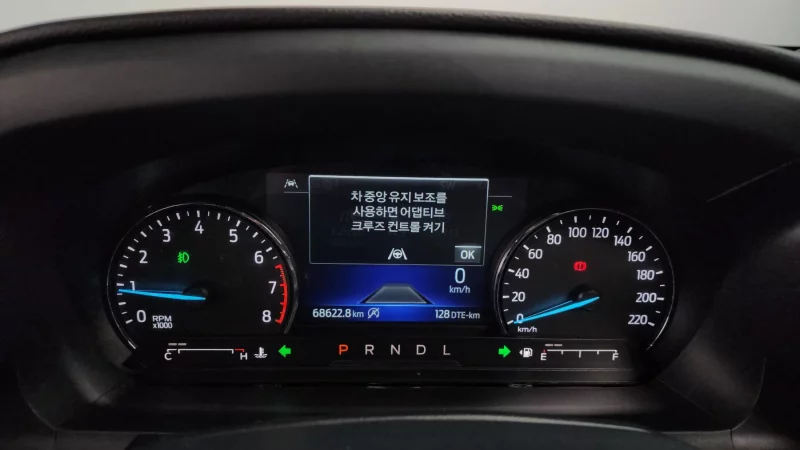 차 중앙 유지 보조를
사용하면 어댑티브
크루즈 컨트롤 켜기
OK
0
km/h
68622.8 km
128 DTE-km
0 1 2 3 4 5 6 7 8
RPM
x1000
0 20 40 60 80 100 120 140 160 180 200 220
km/h
C H
P R N D L
E F